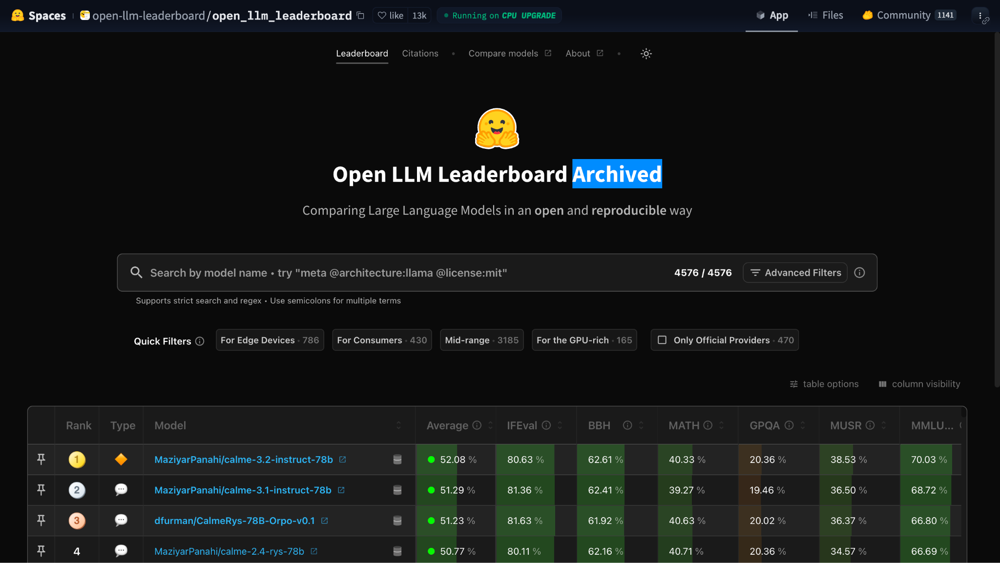 Spaces open-llm-leaderboard/open_llm_leaderboard like 13k Running on CPU UPGRADE App Files Community 1141
Leaderboard Citations • Compare models About •
Open LLM Leaderboard Archived
Comparing Large Language Models in an open and reproducible way
Search by model name • try "meta @architecture:llama @license:mit" 4576 / 4576 Advanced Filters
Supports strict search and regex • Use semicolons for multiple terms
Quick Filters For Edge Devices • 786 For Consumers • 430 Mid-range • 3185 For the GPU-rich • 165 Only Official Providers • 470
table options column visibility
Rank Type Model Average IFEval BBH MATH GPQA MUSR MMLU...
1 MaziyarPanahi/calme-3.2-instruct-78b 52.08 % 80.63 % 62.61 % 40.33 % 20.36 % 38.53 % 70.03 %
2 MaziyarPanahi/calme-3.1-instruct-78b 51.29 % 81.36 % 62.41 % 39.27 % 19.46 % 36.50 % 68.72 %
3 dfurman/CalmeRys-78B-Orpo-v0.1 51.23 % 81.63 % 61.92 % 40.63 % 20.02 % 36.37 % 66.80 %
4 MaziyarPanahi/calme-2.4-rys-78b 50.77 % 80.11 % 62.16 % 40.71 % 20.36 % 34.57 % 66.69 %